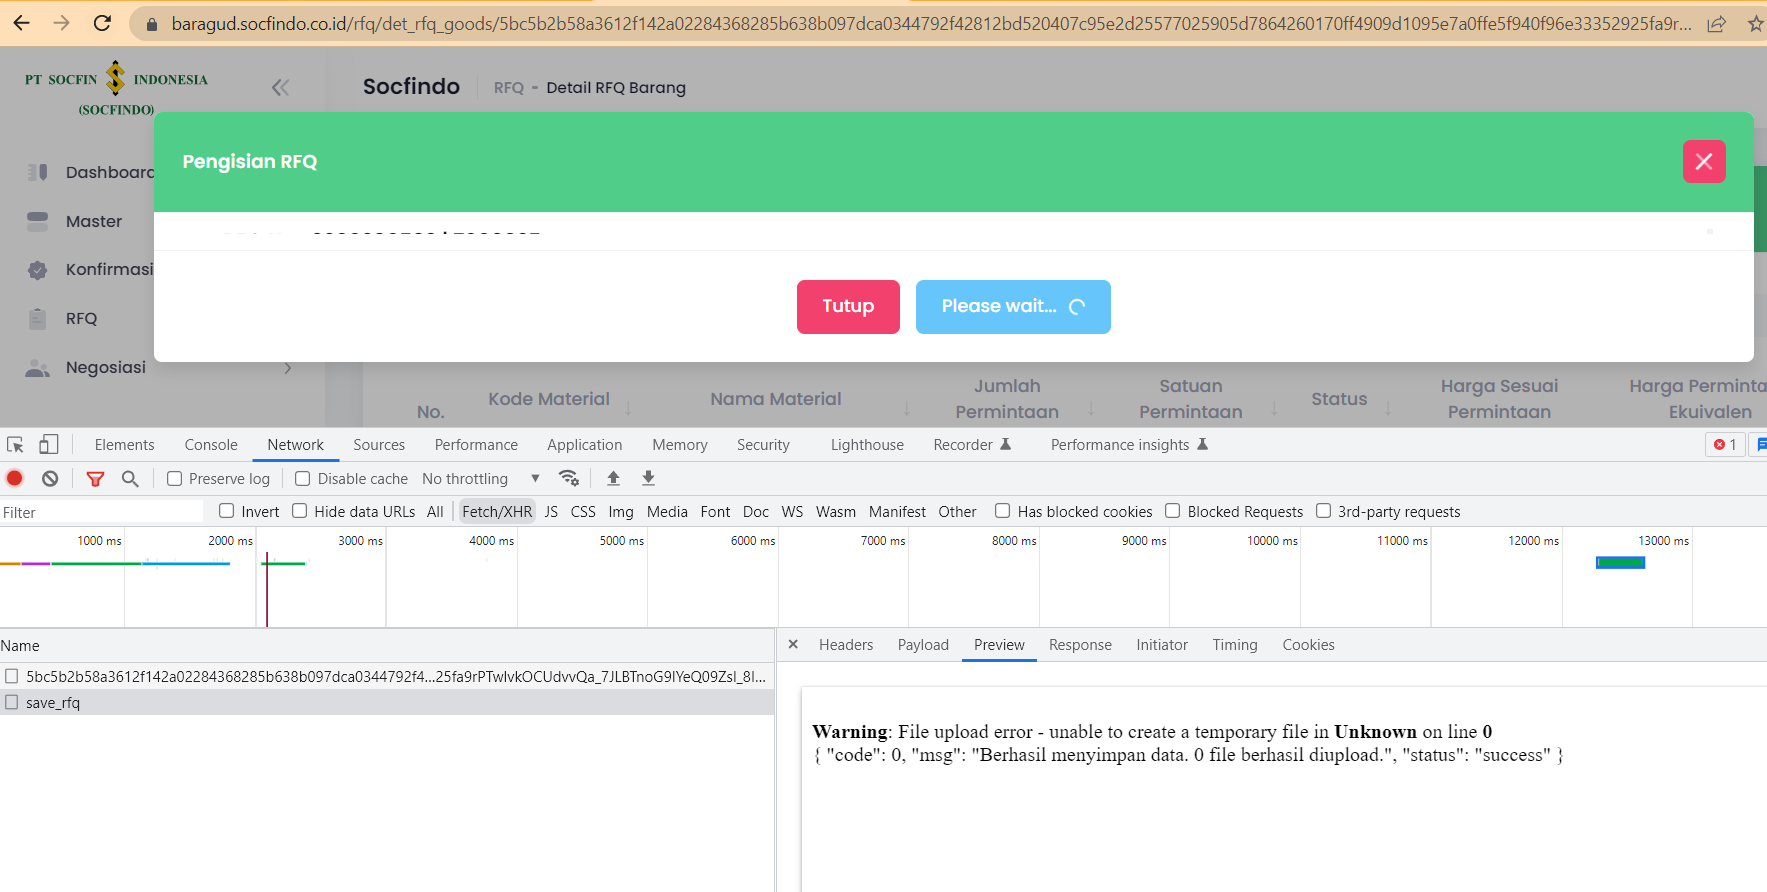 baragud.socfindo.co.id/rfq/det_rfq_goods/5bc5b2b58a3612f142a02284368285b638b097dca0344792f42812bd520407c95e2d25577025905d7864260170ff4909d1095e7a0ffe5f940f96e33352925fa9r...
PT SOCFIN INDONESIA
(SOCFINDO)
Socfindo RFQ - Detail RFQ Barang
Pengisian RFQ
Dashboard
Master
Konfirmasi
RFQ
Negosiasi
Tutup Please wait...
No. Kode Material Nama Material Jumlah Permintaan Satuan Permintaan Status Harga Sesuai Permintaan Harga Perminta Ekuivalen
Elements Console Network Sources Performance Application Memory Security Lighthouse Recorder Performance insights 1
Preserve log Disable cache No throttling
Filter Invert Hide data URLs All Fetch/XHR JS CSS Img Media Font Doc WS Wasm Manifest Other Has blocked cookies Blocked Requests 3rd-party requests
1000 ms 2000 ms 3000 ms 4000 ms 5000 ms 6000 ms 7000 ms 8000 ms 9000 ms 10000 ms 11000 ms 12000 ms 13000 ms
Name
5bc5b2b58a3612f142a02284368285b638b097dca0344792f4...25fa9rPTwIvkOCUdvvQa_7JLBTnoG9IYeQ09ZsI_8I...
save_rfq
Headers Payload Preview Response Initiator Timing Cookies
Warning: File upload error - unable to create a temporary file in Unknown on line 0
{ "code": 0, "msg": "Berhasil menyimpan data. 0 file berhasil diupload.", "status": "success" }